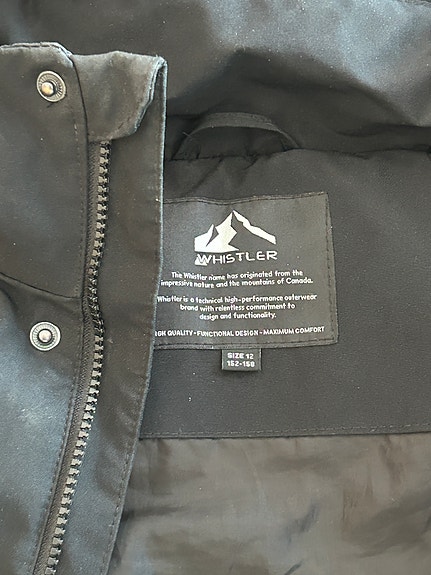 WHISTLER
The Whistler name has originated from the
impressive nature and the mountains of Canada.
Whistler is a technical high-performance outerwear
brand with relentless commitment to
design and functionality.
QUALITY • FUNCTIONAL DESIGN • MAXIMUM COMFORT
SIZE 12
152-158